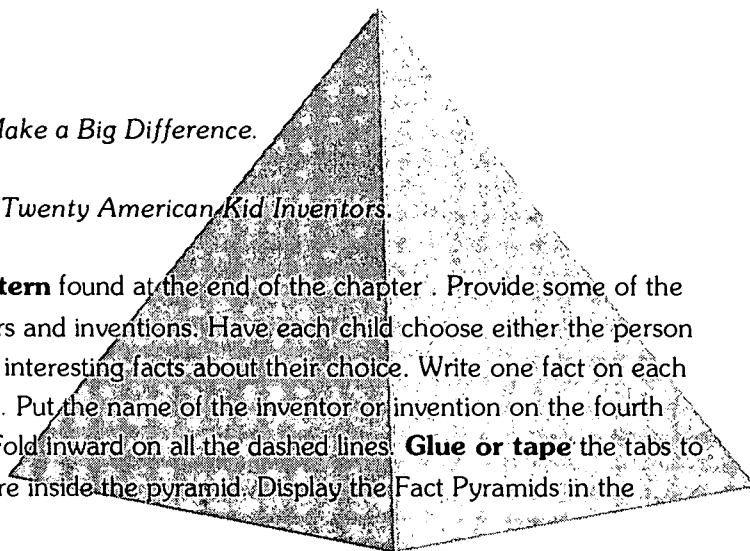 Make a Big Difference.
Twenty American Kid Inventors.
tern found at the end of the chapter . Provide some of the
rs and inventions. Have each child choose either the person
interesting facts about their choice. Write one fact on each
. Put the name of the inventor or invention on the fourth
Fold inward on all the dashed lines. Glue or tape the tabs to
re inside the pyramid. Display the Fact Pyramids in the